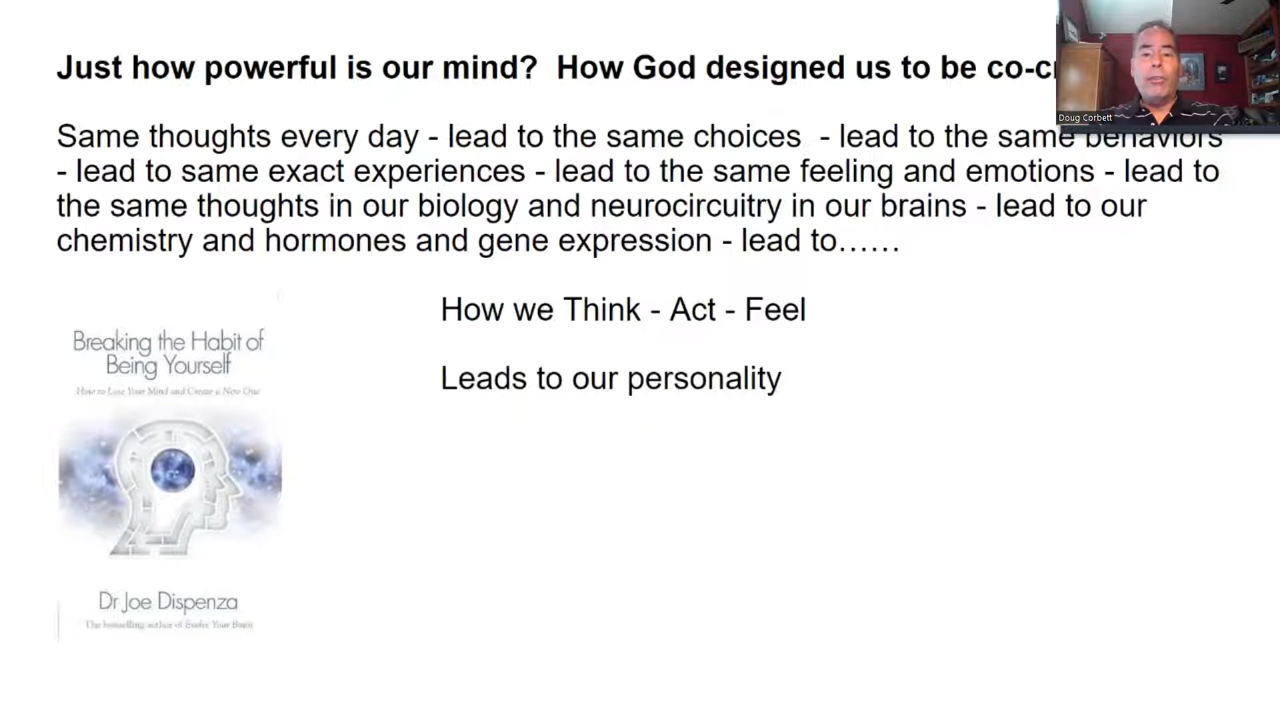 Just how powerful is our mind?  How God designed us to be
Doug Corbett
Same thoughts every day - lead to the same choices  - lead to the same behaviors
- lead to same exact experiences - lead to the same feeling and emotions - lead to
the same thoughts in our biology and neurocircuitry in our brains - lead to our
chemistry and hormones and gene expression - lead to……
How we Think - Act - Feel
Leads to our personality
Breaking the Habit of
Being Yourself
How to Lose Your Mind and Create a New One
Dr Joe Dispenza
The bestselling author of Evolve Your Brain